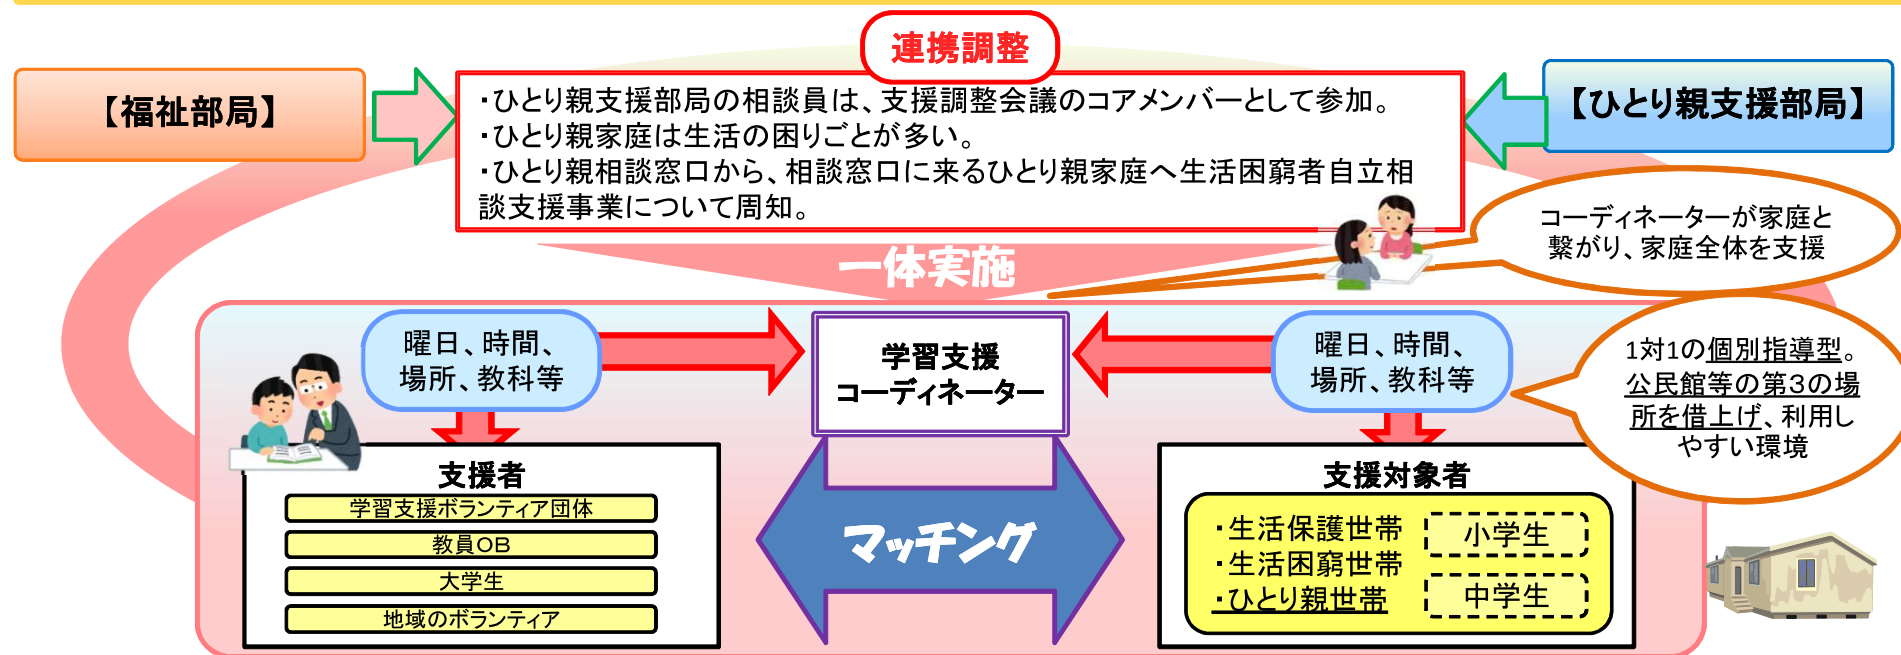 連携調整
【福祉部局】
・ひとり親支援部局の相談員は、支援調整会議のコアメンバーとして参加。
・ひとり親家庭は生活の困りごとが多い。
・ひとり親相談窓口から、相談窓口に来るひとり親家庭へ生活困窮者自立相
談支援事業について周知。
【ひとり親支援部局】
コーディネーターが家庭と
繋がり、家庭全体を支援
一体実施
曜日、時間、
場所、教科等
学習支援
コーディネーター
曜日、時間、
場所、教科等
1対1の個別指導型。
公民館等の第3の場
所を借上げ、利用し
やすい環境
支援者
学習支援ボランティア団体
教員OB
大学生
地域のボランティア
マッチング
支援対象者
・生活保護世帯
・生活困窮世帯
・ひとり親世帯
小学生
中学生